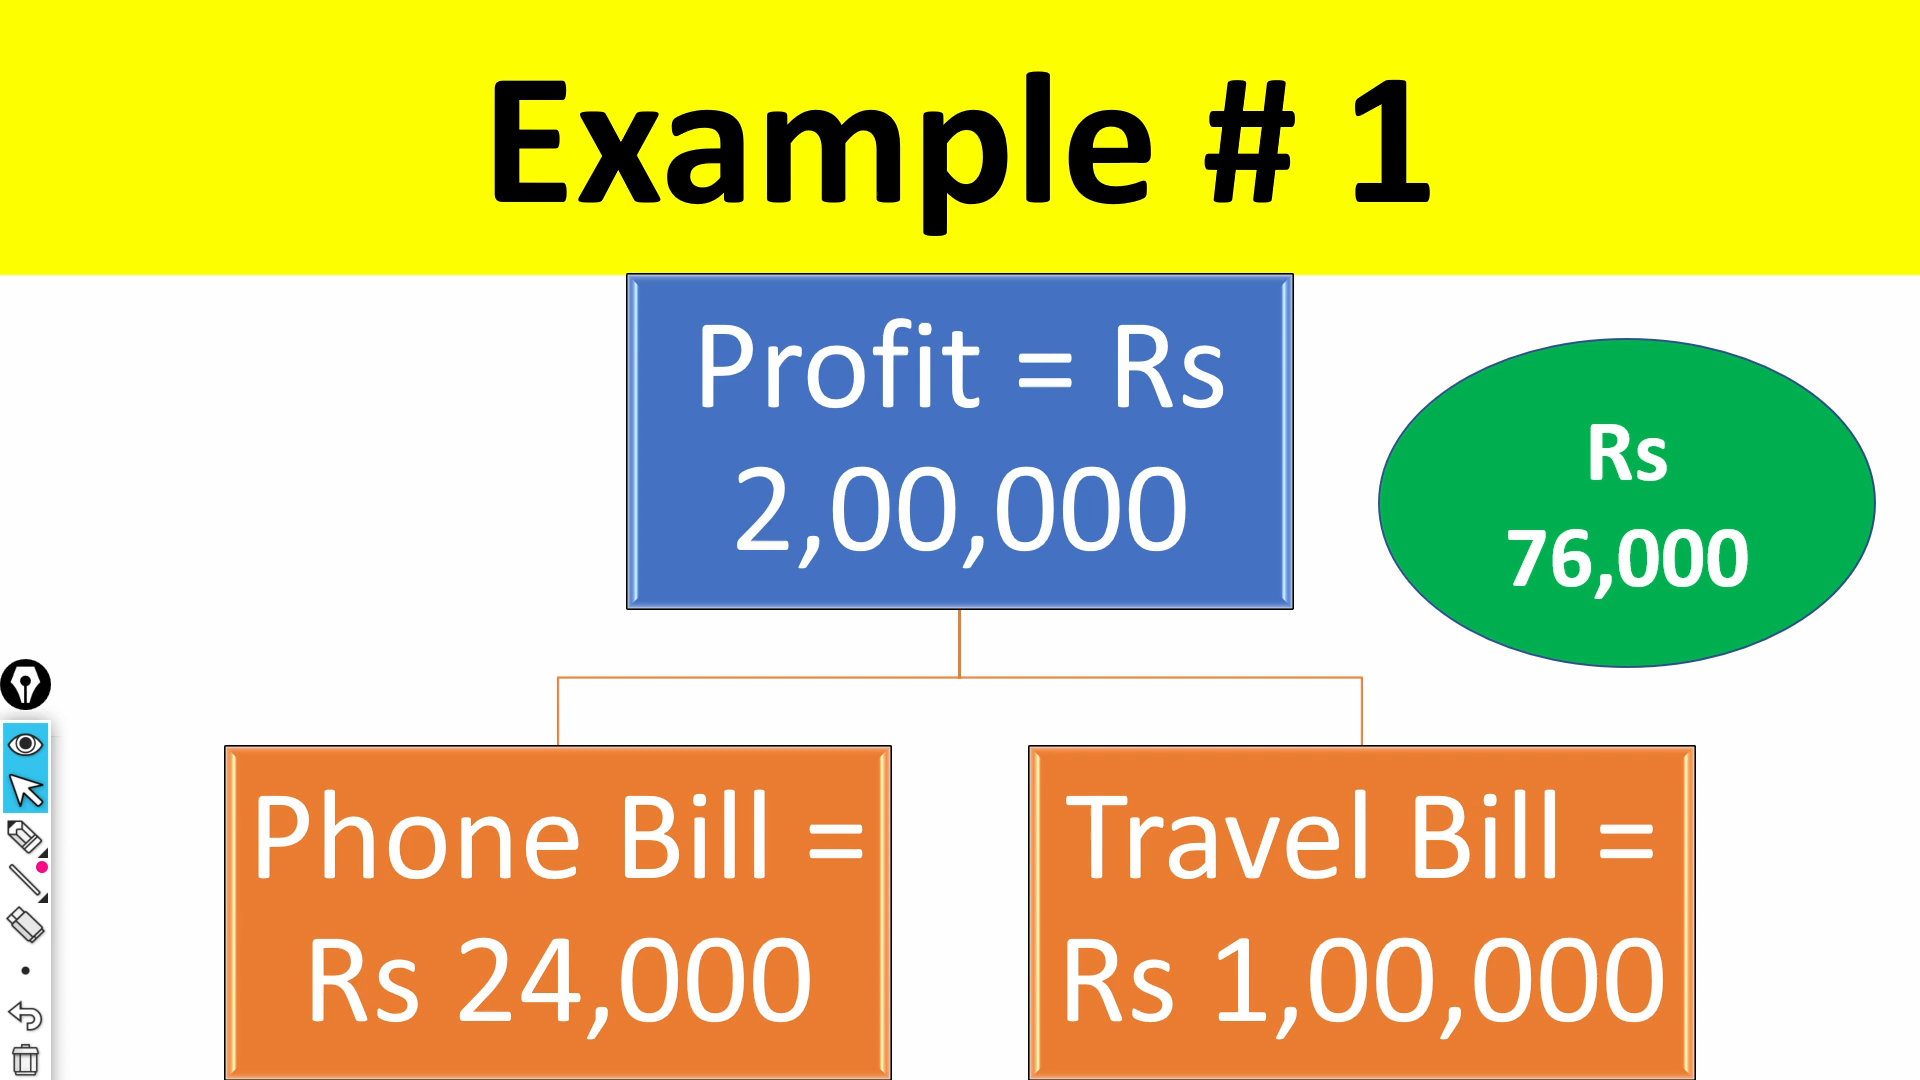 Example # 1
Profit = Rs
2,00,000
Rs
76,000
Phone Bill =
Rs 24,000
Travel Bill =
Rs 1,00,000